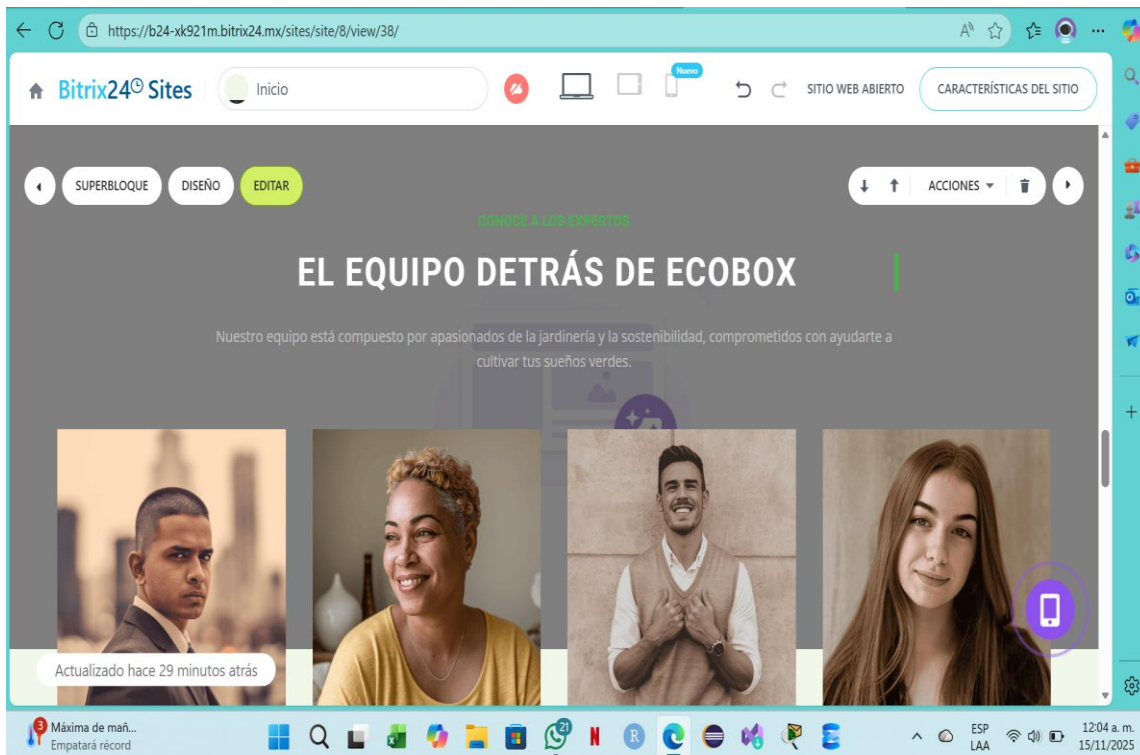 https://b24-xk921m.bitrix24.mx/sites/site/8/view/38/
Bitrix24 Sites
Inicio
Nuevo
SITIO WEB ABIERTO
CARACTERÍSTICAS DEL SITIO
SUPERBLOQUE
DISEÑO
EDITAR
ACCIONES
CONOCE A LOS EXPERTOS
EL EQUIPO DETRÁS DE ECOBOX
Nuestro equipo está compuesto por apasionados de la jardinería y la sostenibilidad, comprometidos con ayudarte a
cultivar tus sueños verdes.
Actualizado hace 29 minutos atrás
3
Máxima de mañ...
Empatará récord
21
N
R
ESP
LAA
12:04 a. m.
15/11/2025